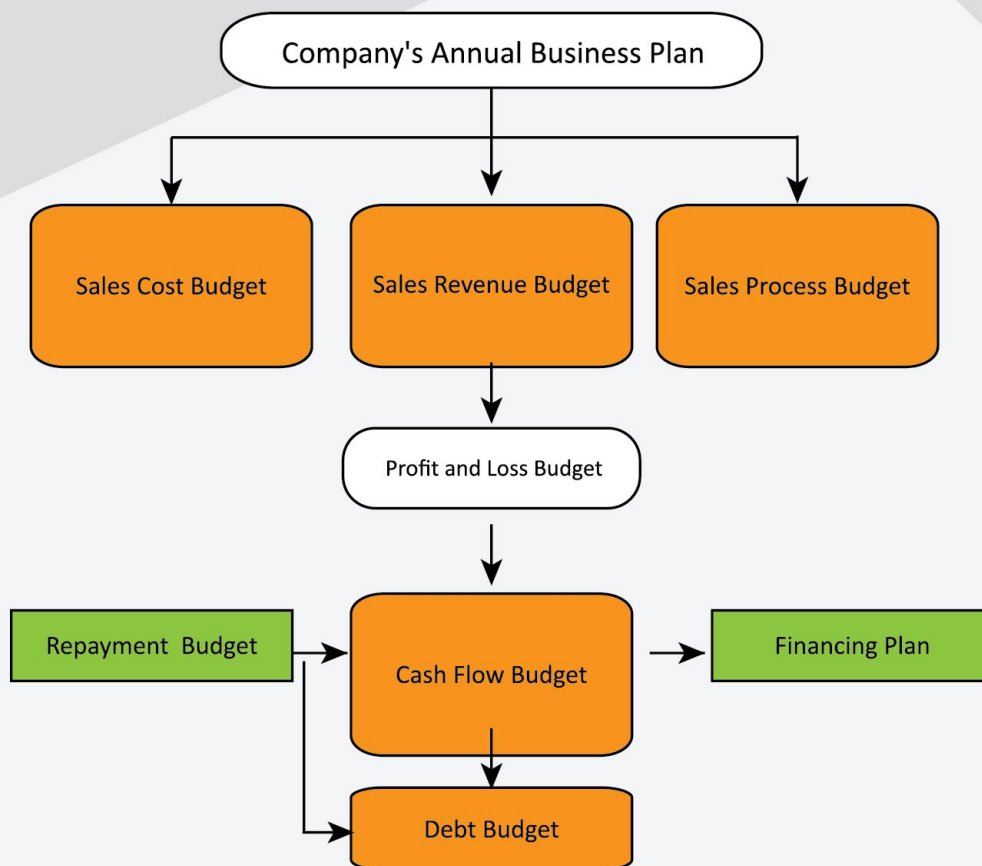 Company's Annual Business Plan
Sales Cost Budget
Sales Revenue Budget
Sales Process Budget
Profit and Loss Budget
Repayment Budget
Cash Flow Budget
Financing Plan
Debt Budget